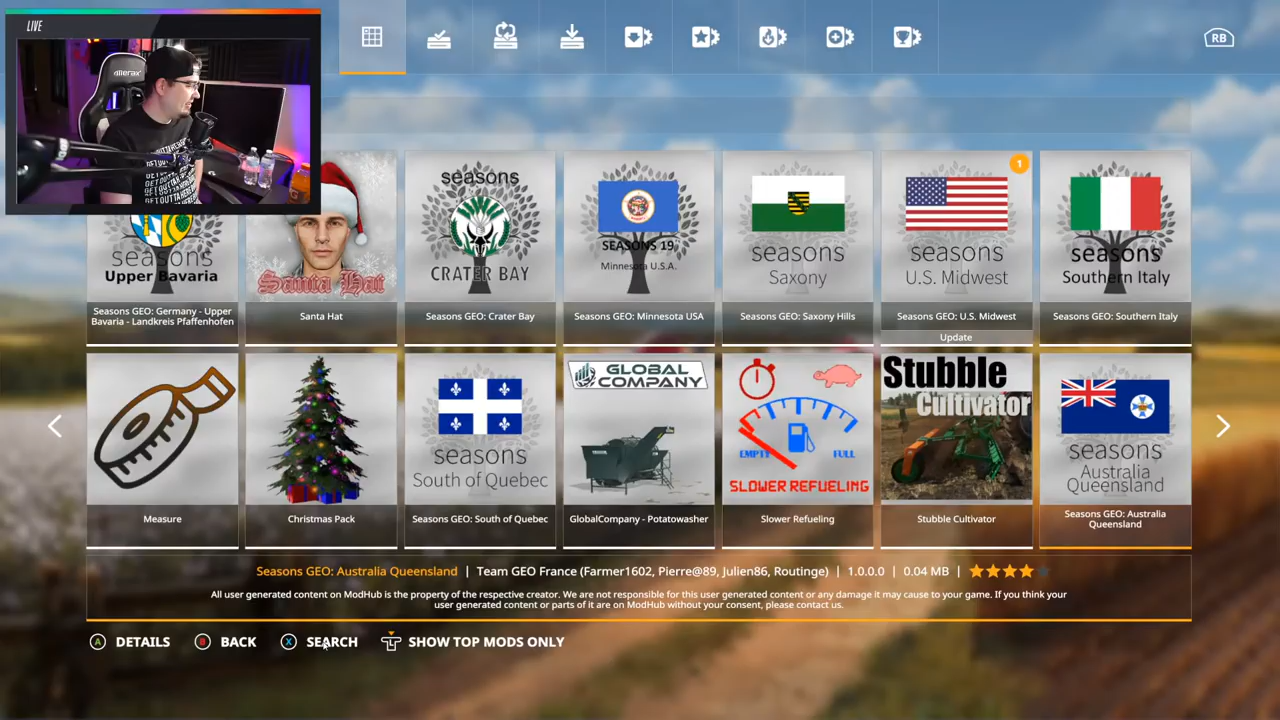 LIVE
RB
allerax
GET OUTTA HERE
seasons
Upper Bavaria
Santa Hat
seasons
CRATER BAY
SEASONS 19
Minnesota U.S.A.
seasons
Saxony
1
seasons
U.S. Midwest
seasons
Southern Italy
Seasons GEO: Germany - Upper
Bavaria - Landkreis Pfaffenhofen
Santa Hat
Seasons GEO: Crater Bay
Seasons GEO: Minnesota USA
Seasons GEO: Saxony Hills
Seasons GEO: U.S. Midwest
Update
Seasons GEO: Southern Italy
seasons
South of Quebec
GLOBAL
COMPANY
EMPTY
FULL
SLOWER REFUELING
Stubble
Cultivator
seasons
Australia
Queensland
Measure
Christmas Pack
Seasons GEO: South of Quebec
GlobalCompany - Potatowasher
Slower Refueling
Stubble Cultivator
Seasons GEO: Australia
Queensland
Seasons GEO: Australia Queensland | Team GEO France (Farmer1602, Pierre@89, Julien86, Routinge) | 1.0.0.0 | 0.04 MB |
All user generated content on ModHub is the property of the respective creator. We are not responsible for this user generated content or any damage it may cause to your game. If you think your
user generated content or parts of it are on ModHub without your consent, please contact us.
A DETAILS B BACK X SEARCH SHOW TOP MODS ONLY